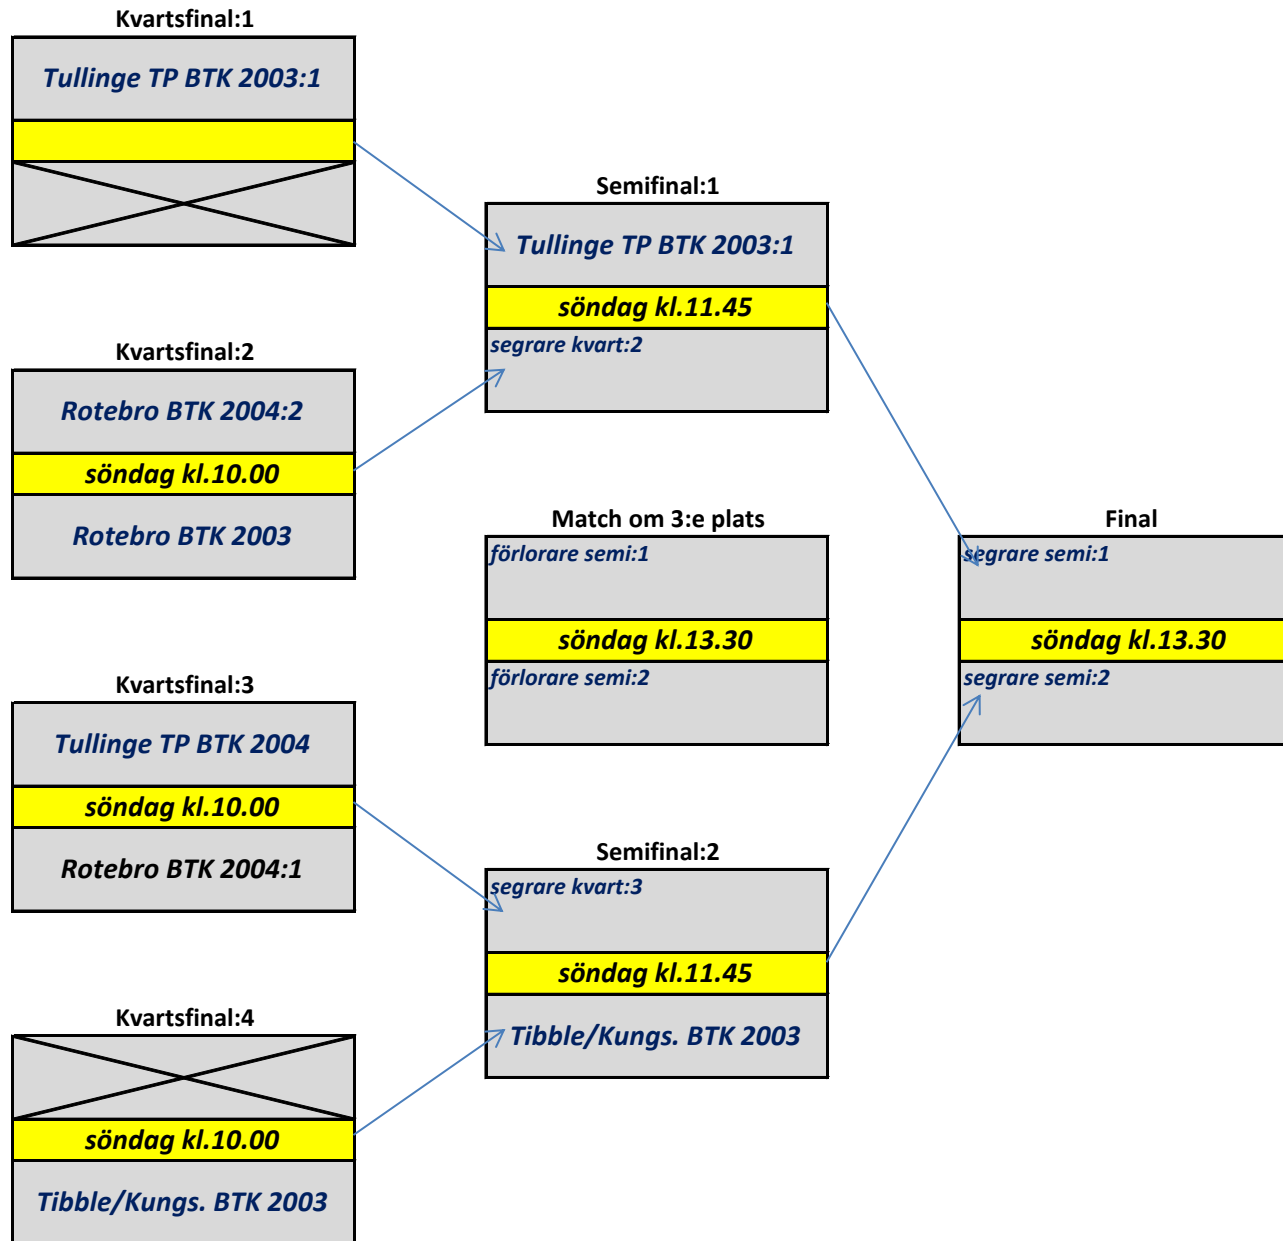 Kvartsfinal:1
Tullinge TP BTK 2003:1
Semifinal:1
Tullinge TP BTK 2003:1
söndag kl.11.45
segrare kvart:2
Kvartsfinal:2
Rotebro BTK 2004:2
söndag kl.10.00
Rotebro BTK 2003
Match om 3:e plats
förlorare semi:1
söndag kl.13.30
förlorare semi:2
Final
segrare semi:1
söndag kl.13.30
segrare semi:2
Kvartsfinal:3
Tullinge TP BTK 2004
söndag kl.10.00
Rotebro BTK 2004:1
Semifinal:2
segrare kvart:3
söndag kl.11.45
Tibble/Kungs. BTK 2003
Kvartsfinal:4
söndag kl.10.00
Tibble/Kungs. BTK 2003